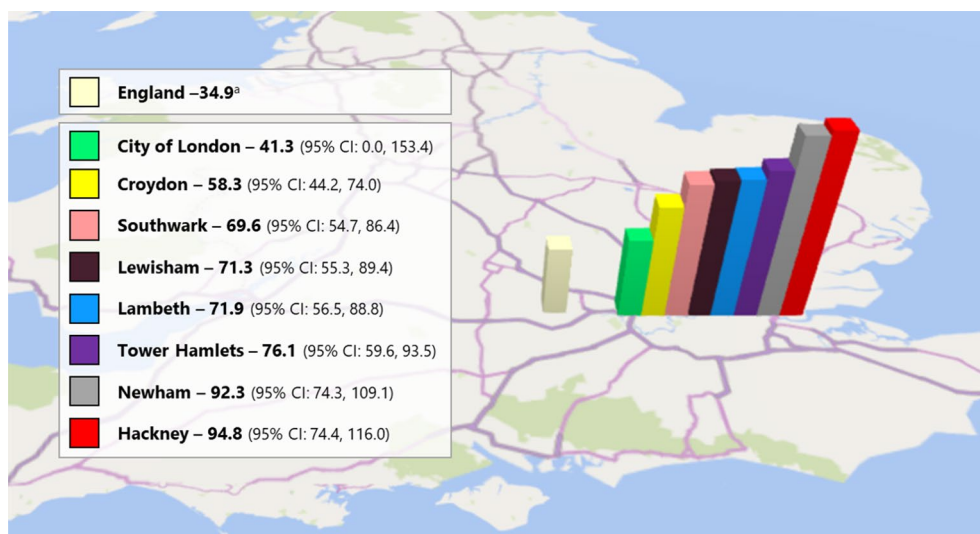 England –34.9ᵃ
City of London – 41.3 (95% CI: 0.0, 153.4)
Croydon – 58.3 (95% CI: 44.2, 74.0)
Southwark – 69.6 (95% CI: 54.7, 86.4)
Lewisham – 71.3 (95% CI: 55.3, 89.4)
Lambeth – 71.9 (95% CI: 56.5, 88.8)
Tower Hamlets – 76.1 (95% CI: 59.6, 93.5)
Newham – 92.3 (95% CI: 74.3, 109.1)
Hackney – 94.8 (95% CI: 74.4, 116.0)